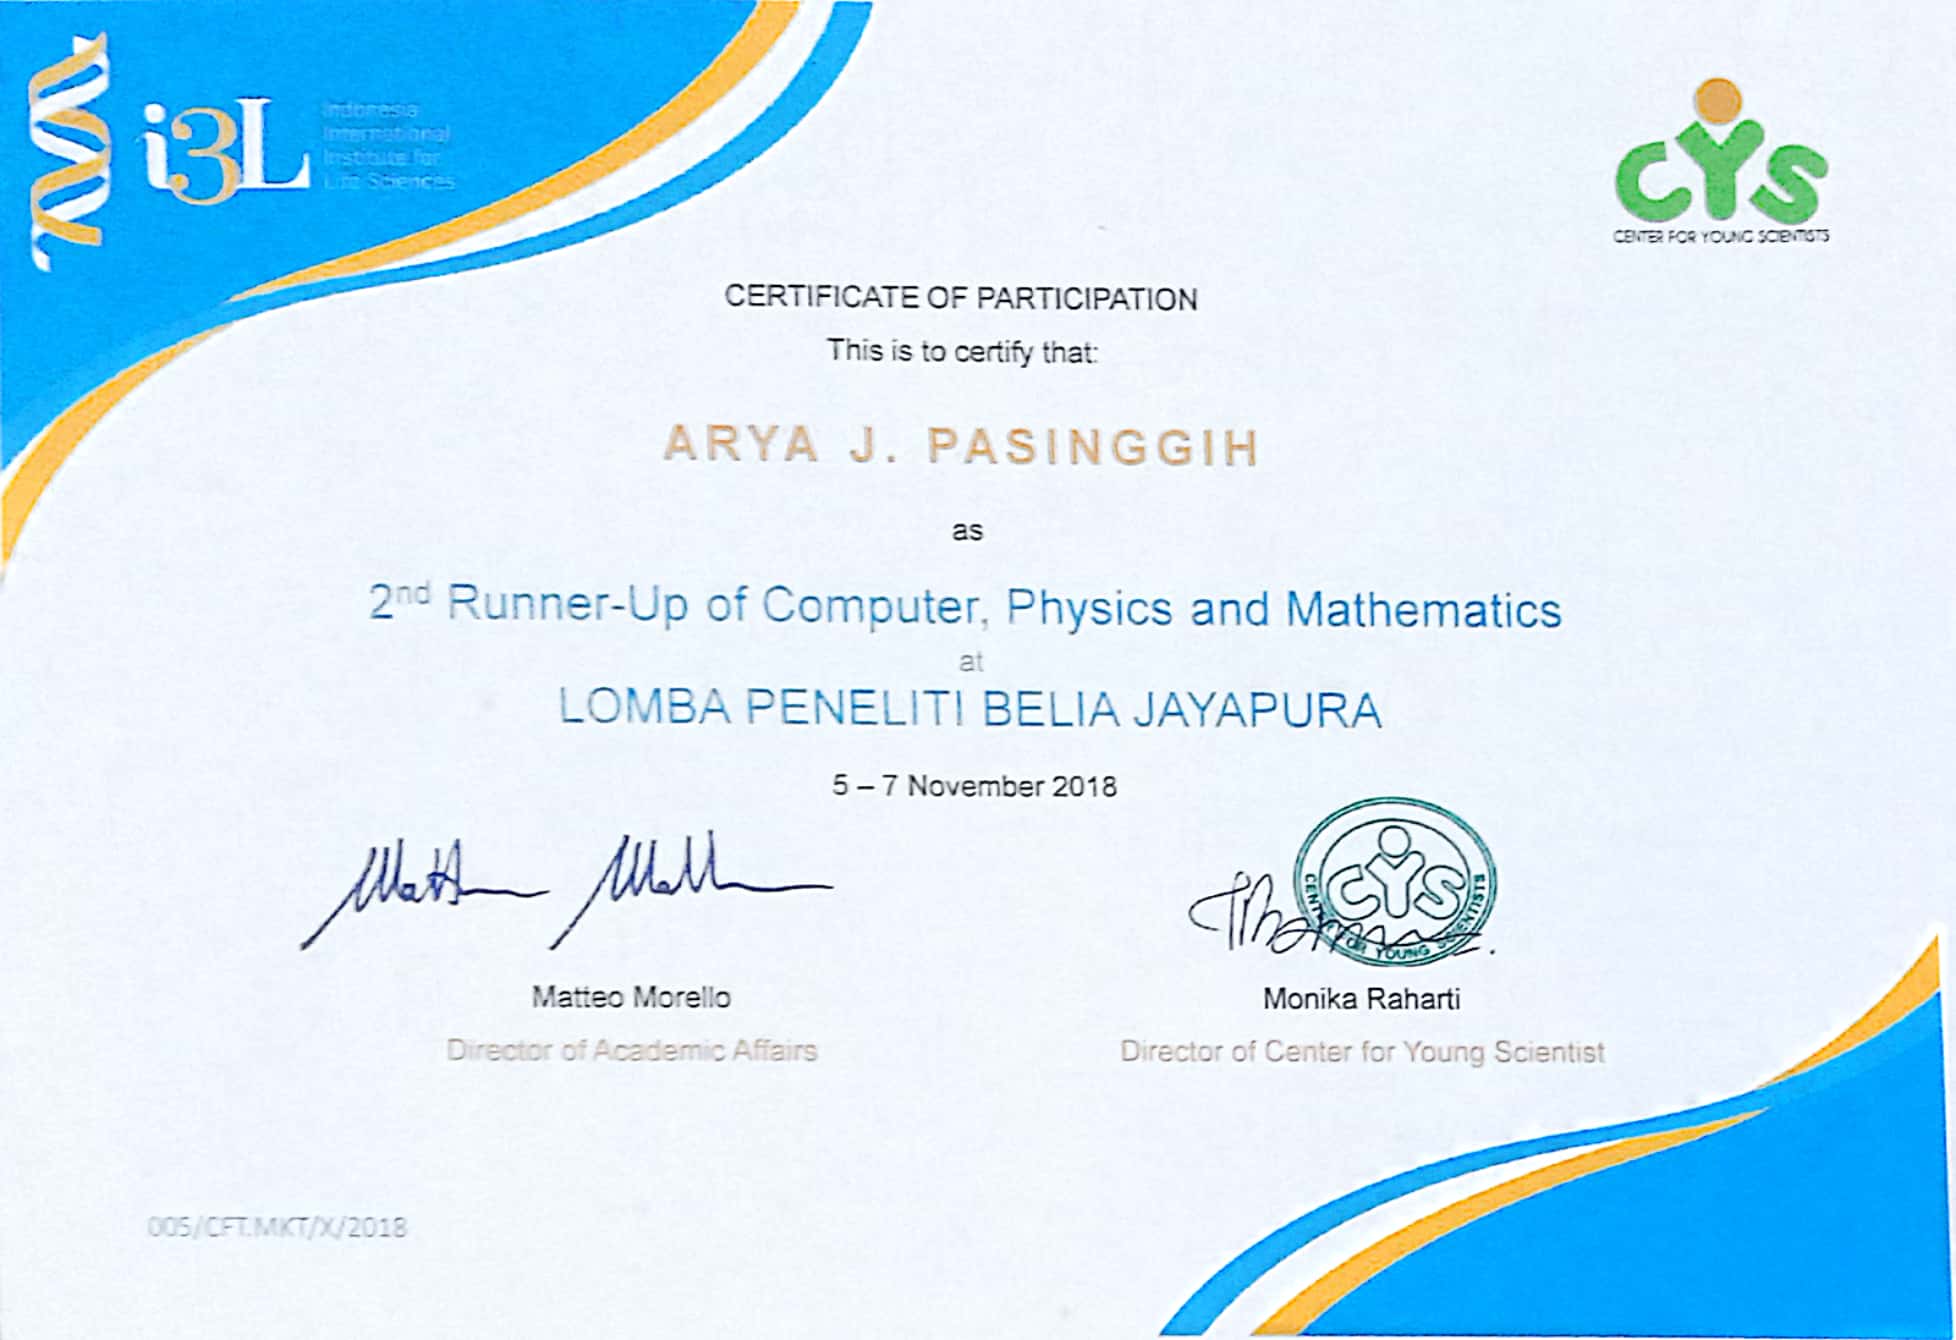 i3L
Indonesia
International
Institute for
Life Sciences
CYS
CENTER FOR YOUNG SCIENTISTS
CERTIFICATE OF PARTICIPATION
This is to certify that:
ARYA J. PASINGGIH
as
2nd Runner-Up of Computer, Physics and Mathematics
at
LOMBA PENELITI BELIA JAYAPURA
5 – 7 November 2018
CYS
CENTER FOR YOUNG SCIENTISTS
Matteo Morello
Monika Raharti
Director of Academic Affairs
Director of Center for Young Scientist
005/CFT.MKT/X/2018